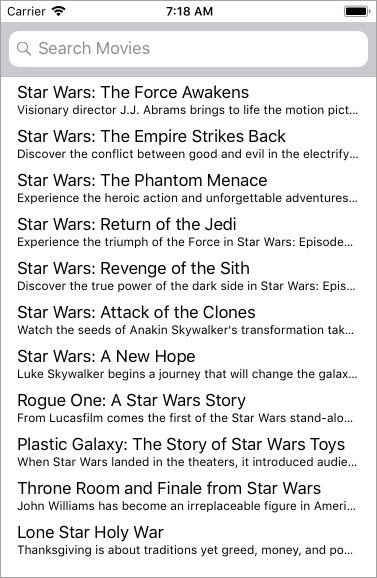 Carrier 7:18 AM
Search Movies
Star Wars: The Force Awakens
Visionary director J.J. Abrams brings to life the motion pict...
Star Wars: The Empire Strikes Back
Discover the conflict between good and evil in the electrify...
Star Wars: The Phantom Menace
Experience the heroic action and unforgettable adventures...
Star Wars: Return of the Jedi
Experience the triumph of the Force in Star Wars: Episode...
Star Wars: Revenge of the Sith
Discover the true power of the dark side in Star Wars: Epis...
Star Wars: Attack of the Clones
Watch the seeds of Anakin Skywalker's transformation tak...
Star Wars: A New Hope
Luke Skywalker begins a journey that will change the galax...
Rogue One: A Star Wars Story
From Lucasfilm comes the first of the Star Wars stand-alo...
Plastic Galaxy: The Story of Star Wars Toys
When Star Wars landed in the theaters, it introduced audie...
Throne Room and Finale from Star Wars
John Williams has become an irreplaceable figure in Ameri...
Lone Star Holy War
Thanksgiving is about traditions yet greed, money, and po...